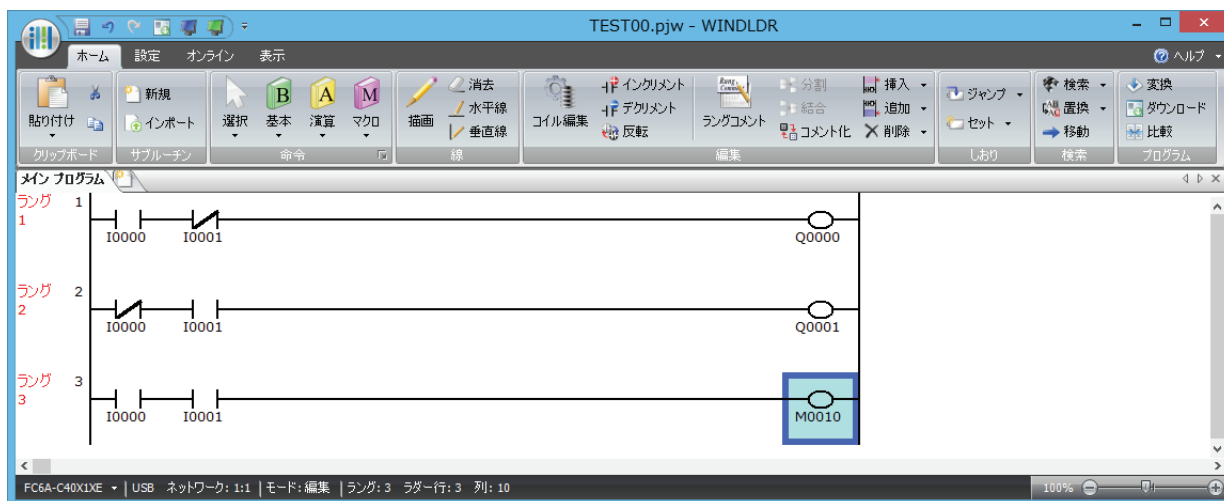 TEST00.pjw - WINDLDR
ホーム 設定 オンライン 表示 ヘルプ
貼り付け 新規 インポート 選択 B 基本 A 演算 M マクロ 描画 消去 水平線 垂直線 コイル編集 インクリメント デクリメント 反転 Rung Comment ラングコメント 分割 結合 コメント化 挿入 追加 削除 ジャンプ セット 検索 置換 移動 変換 ダウンロード 比較
クリップボード サブルーチン 命令 線 編集 しおり 検索 プログラム
メイン プログラム
ラング 1
1
I0000 I0001 Q0000
ラング 2
2
I0000 I0001 Q0001
ラング 3
3
I0000 I0001 M0010
FC6A-C40X1XE USB ネットワーク: 1:1 モード: 編集 ラング: 3 ラダー行: 3 列: 10 100%